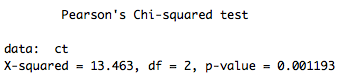 Pearson's Chi-squared test
data:  ct
X-squared = 13.463, df = 2, p-value = 0.001193